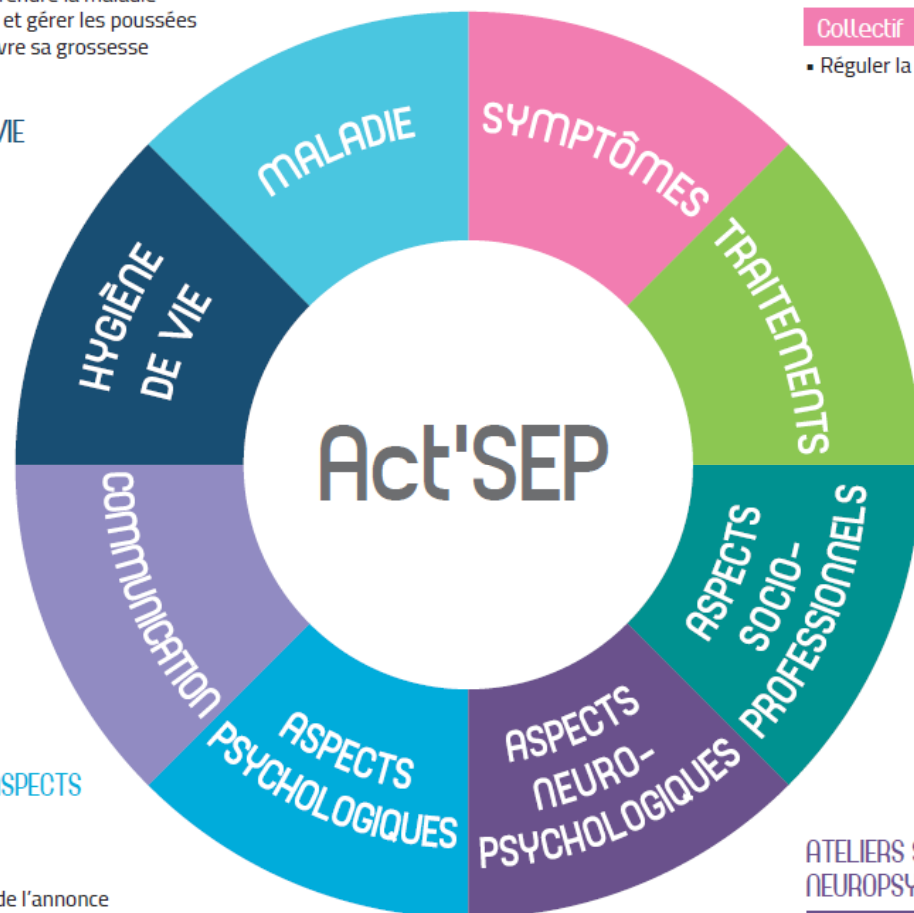 et gérer les poussées
vre sa grossesse
Collectif
▪ Réguler la
VIE
MALADIE
SYMPTÔMES
HYGIÈNE
DE VIE
TRAITEMENTS
Act'SEP
COMMUNICATION
ASPECTS
SOCIO-
PROFESSIONNELS
ASPECTS
PSYCHOLOGIQUES
ASPECTS
NEURO-
PSYCHOLOGIQUES
ASPECTS
ATELIERS
NEUROPSY
de l'annonce